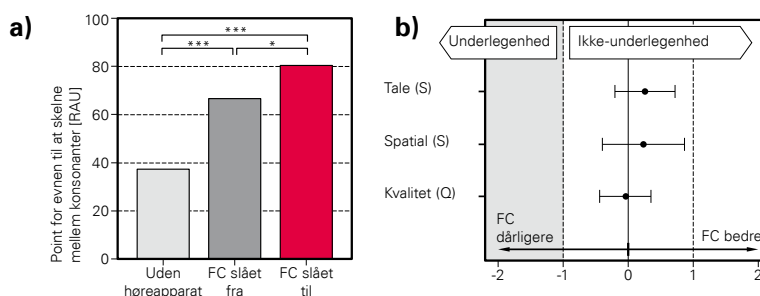 a)
Point for evnen til at skelne
mellem konsonanter [RAU]
100
80
60
40
20
0
***
***
*
Uden
høreapparat
FC slået
fra
FC slået
til
b)
Underlegenhed
Ikke-underlegenhed
Tale (S)
Spatial (S)
Kvalitet (Q)
FC
dårligere
FC bedre
-2
-1
0
1
2